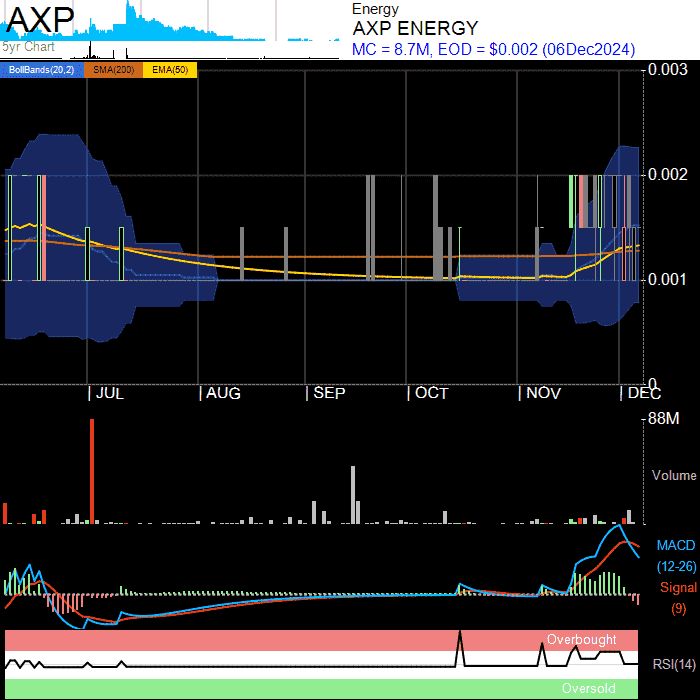 AXP
5yr Chart
Energy
AXP ENERGY
MC = 8.7M, EOD = $0.002 (06Dec2024)
BollBands(20,2) SMA(200) EMA(50)
0.003
0.002
0.001
0
| JUL | AUG | SEP | OCT | NOV | DEC
88M
Volume
MACD
(12-26)
Signal
(9)
Overbought
RSI(14)
Oversold